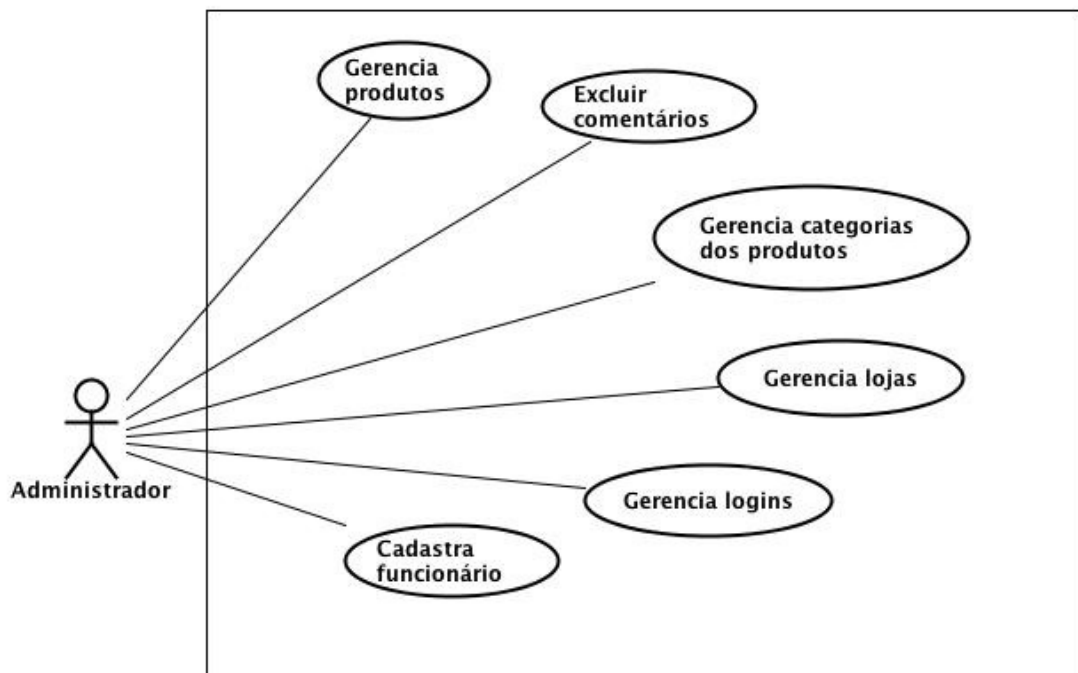 Gerencia
produtos
Excluir
comentários
Gerencia categorias
dos produtos
Gerencia lojas
Administrador
Gerencia logins
Cadastra
funcionário